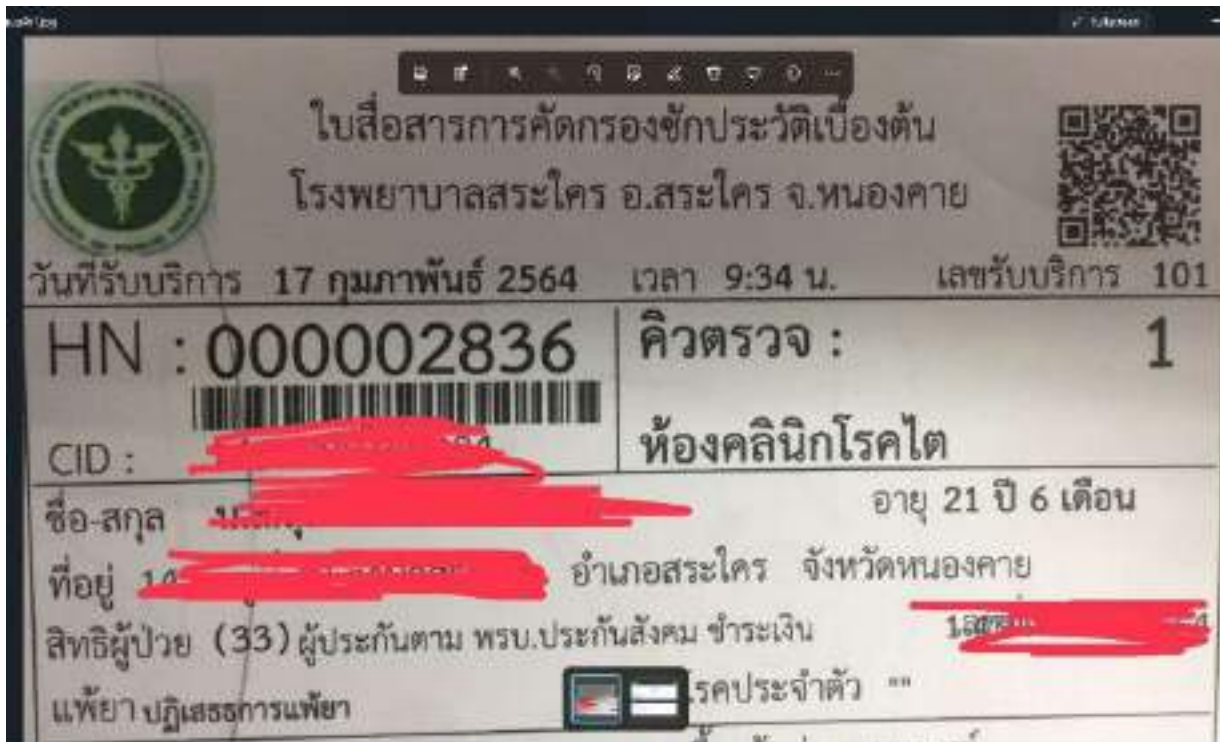 ใบสื่อสารการคัดกรองซักประวัติเบื้องต้น
โรงพยาบาลสระใคร อ.สระใคร จ.หนองคาย
วันที่รับบริการ 17 กุมภาพันธ์ 2564 เวลา 9:34 น. เลขรับบริการ 101
HN : 000002836 คิวตรวจ : 1
CID : ห้องคลินิกโรคไต
ชื่อ-สกุล อายุ 21 ปี 6 เดือน
ที่อยู่ อำเภอสระใคร จังหวัดหนองคาย
สิทธิผู้ป่วย (33) ผู้ประกันตาม พรบ.ประกันสังคม ชำระเงิน
แพ้ยา ปฏิเสธธการแพ้ยา โรคประจำตัว ""